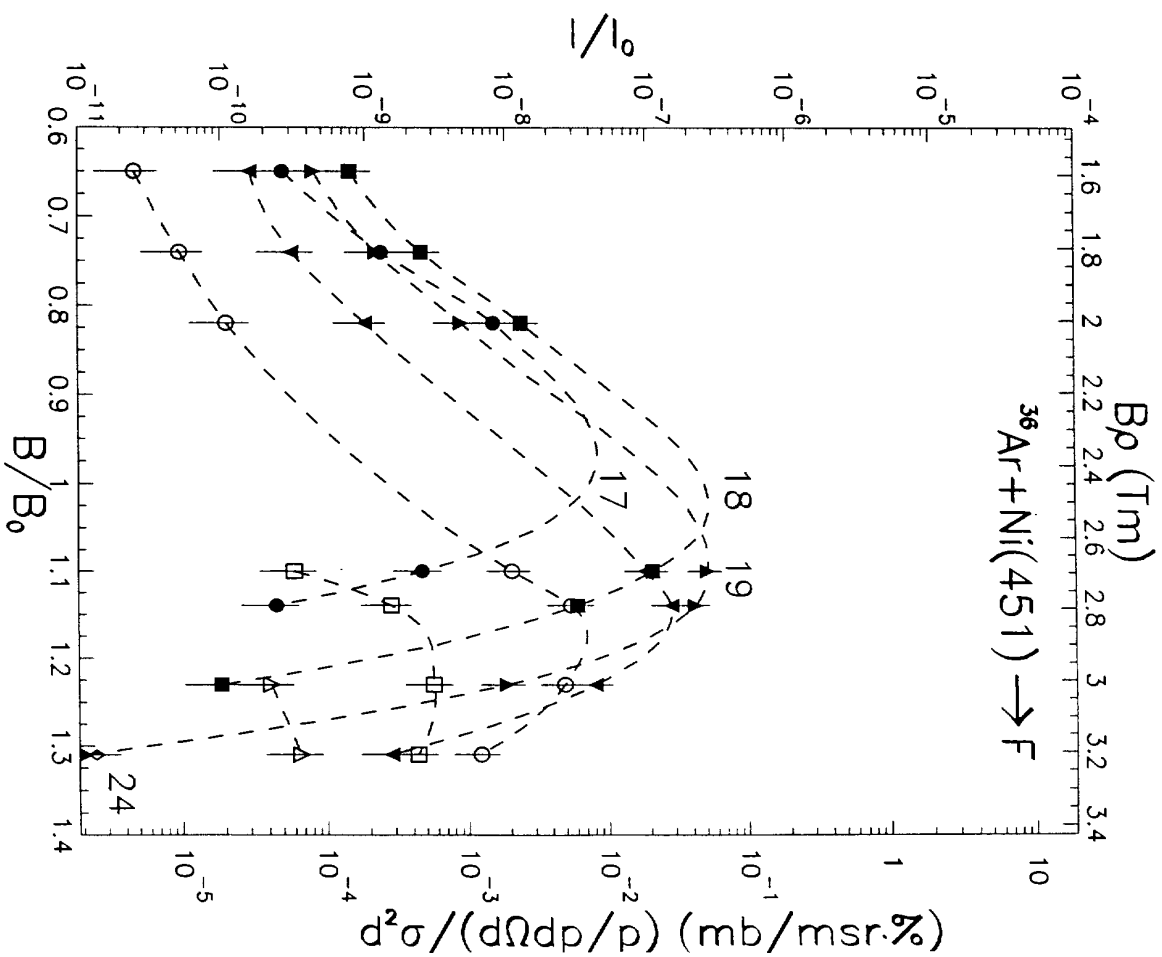 Bρ (Tm)
1.6 1.8 2 2.2 2.4 2.6 2.8 3 3.2 3.4
I/I₀
10⁻⁴
10⁻⁵
10⁻⁶
10⁻⁷
10⁻⁸
10⁻⁹
10⁻¹⁰
10⁻¹¹
³⁶Ar+Ni(451) → F
17
18
19
24
10
1
10⁻¹
10⁻²
10⁻³
10⁻⁴
10⁻⁵
d²σ/(dΩdp/p) (mb/msr·%)
0.6 0.7 0.8 0.9 1 1.1 1.2 1.3 1.4
B/B₀